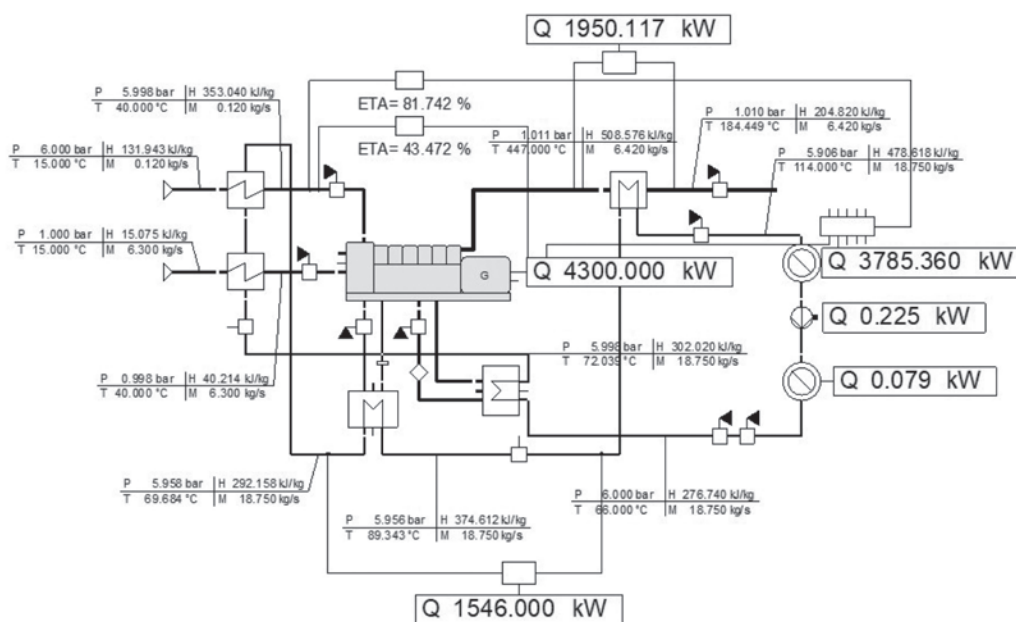 Q 1950.117 kW
P 5.998 bar H 353.040 kJ/kg
T 40.000 °C M 0.120 kg/s
ETA= 81.742 %
ETA= 43.472 %
P 1.011 bar H 508.576 kJ/kg
T 447.000 °C M 6.420 kg/s
P 1.010 bar H 204.820 kJ/kg
T 184.449 °C M 6.420 kg/s
P 6.000 bar H 131.943 kJ/kg
T 15.000 °C M 0.120 kg/s
P 5.906 bar H 478.618 kJ/kg
T 114.000 °C M 18.750 kg/s
P 1.000 bar H 15.075 kJ/kg
T 15.000 °C M 6.300 kg/s
G
Q 4300.000 kW
Q 3785.360 kW
Q 0.225 kW
P 5.998 bar H 302.020 kJ/kg
T 72.039 °C M 18.750 kg/s
P 0.998 bar H 40.214 kJ/kg
T 40.000 °C M 6.300 kg/s
Q 0.079 kW
P 5.958 bar H 292.158 kJ/kg
T 69.684 °C M 18.750 kg/s
P 5.956 bar H 374.612 kJ/kg
T 89.343 °C M 18.750 kg/s
P 6.000 bar H 276.740 kJ/kg
T 66.000 °C M 18.750 kg/s
Q 1546.000 kW